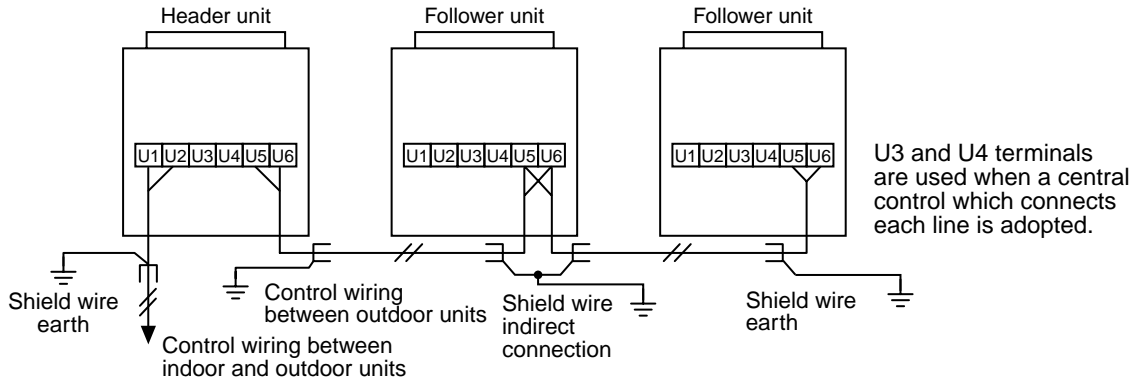 Header unit
Follower unit
Follower unit
U1 U2 U3 U4 U5 U6
U1 U2 U3 U4 U5 U6
U1 U2 U3 U4 U5 U6
U3 and U4 terminals
are used when a central
control which connects
each line is adopted.
Shield wire
earth
Control wiring between
indoor and outdoor units
Control wiring
between outdoor units
Shield wire
indirect
connection
Shield wire
earth